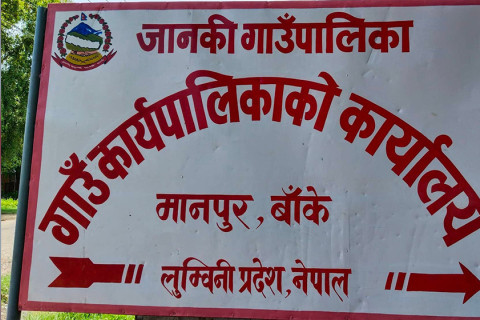 जानकी गाउँपालिका
गाउँ कार्यपालिकाको कार्यालय
मानपुर, बाँके
लुम्विनी प्रदेश, नेपाल